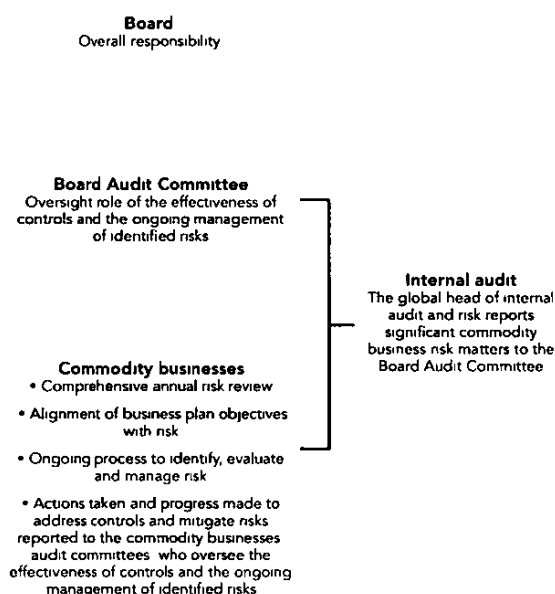 Board
Overall responsibility
Board Audit Committee
Oversight role of the effectiveness of
controls and the ongoing management
of identified risks
Internal audit
The global head of internal
audit and risk reports
significant commodity
business risk matters to the
Board Audit Committee
Commodity businesses
• Comprehensive annual risk review
• Alignment of business plan objectives
with risk
• Ongoing process to identify, evaluate
and manage risk
• Actions taken and progress made to
address controls and mitigate risks
reported to the commodity businesses
audit committees who oversee the
effectiveness of controls and the ongoing
management of identified risks